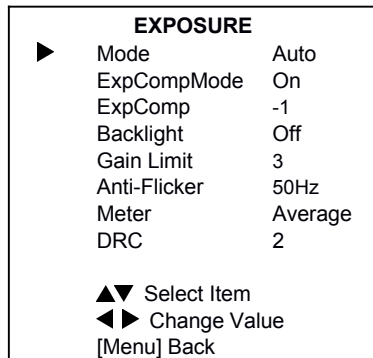 EXPOSURE
▶ Mode Auto
ExpCompMode On
ExpComp -1
Backlight Off
Gain Limit 3
Anti-Flicker 50Hz
Meter Average
DRC 2
▲▼ Select Item
◀ ▶ Change Value
[Menu] Back